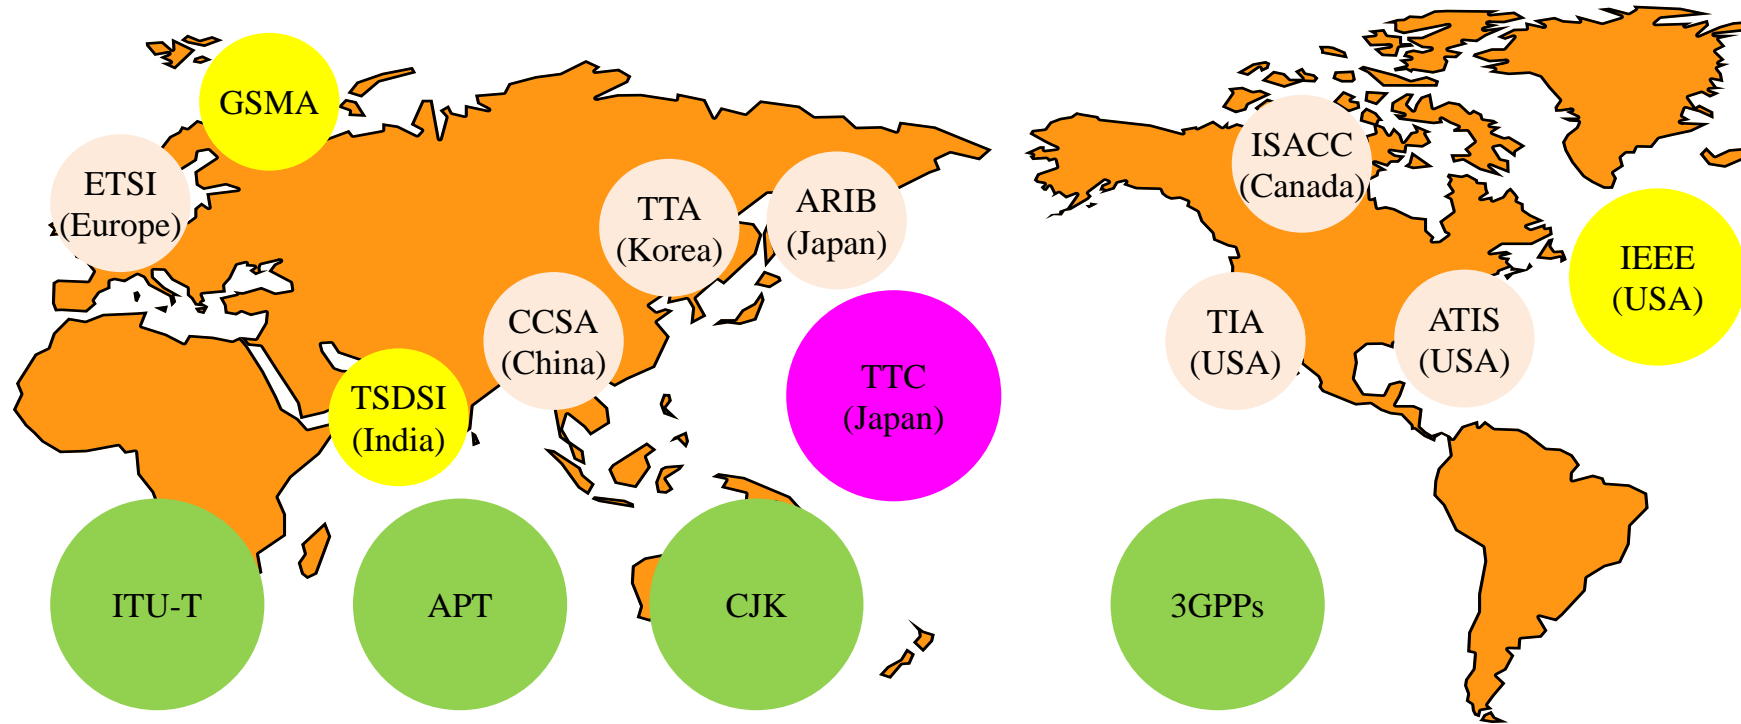 GSMA
ETSI
(Europe)
TTA
(Korea)
ARIB
(Japan)
ISACC
(Canada)
IEEE
(USA)
CCSA
(China)
TIA
(USA)
ATIS
(USA)
TSDSI
(India)
TTC
(Japan)
ITU-T
APT
CJK
3GPPs